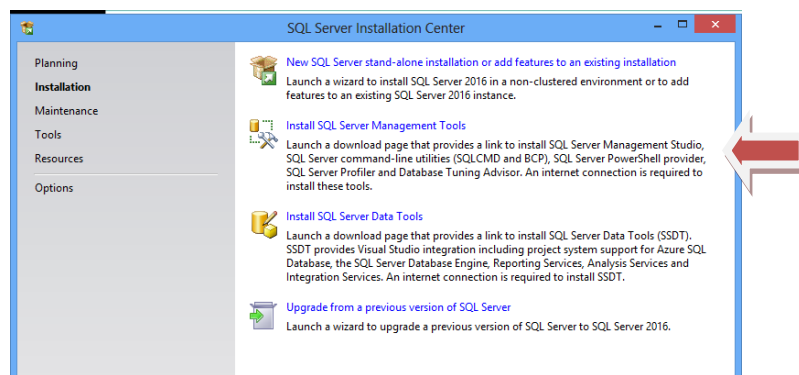 SQL Server Installation Center
Planning
Installation
Maintenance
Tools
Resources
Options
New SQL Server stand-alone installation or add features to an existing installation
Launch a wizard to install SQL Server 2016 in a non-clustered environment or to add
features to an existing SQL Server 2016 instance.
Install SQL Server Management Tools
Launch a download page that provides a link to install SQL Server Management Studio,
SQL Server command-line utilities (SQLCMD and BCP), SQL Server PowerShell provider,
SQL Server Profiler and Database Tuning Advisor. An internet connection is required to
install these tools.
Install SQL Server Data Tools
Launch a download page that provides a link to install SQL Server Data Tools (SSDT).
SSDT provides Visual Studio integration including project system support for Azure SQL
Database, the SQL Server Database Engine, Reporting Services, Analysis Services and
Integration Services. An internet connection is required to install SSDT.
Upgrade from a previous version of SQL Server
Launch a wizard to upgrade a previous version of SQL Server to SQL Server 2016.